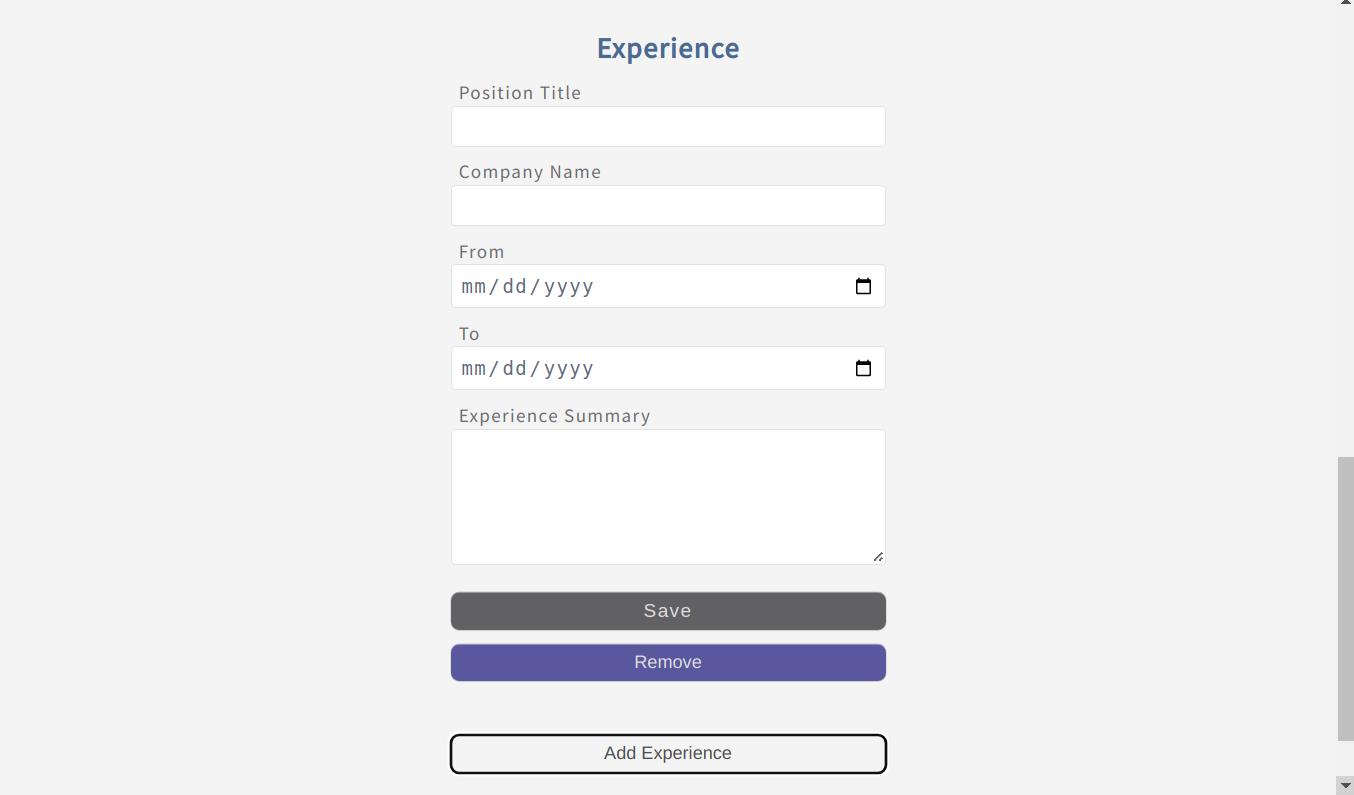 Experience
Position Title
Company Name
From
mm/dd/yyyy
To
mm/dd/yyyy
Experience Summary
Save
Remove
Add Experience